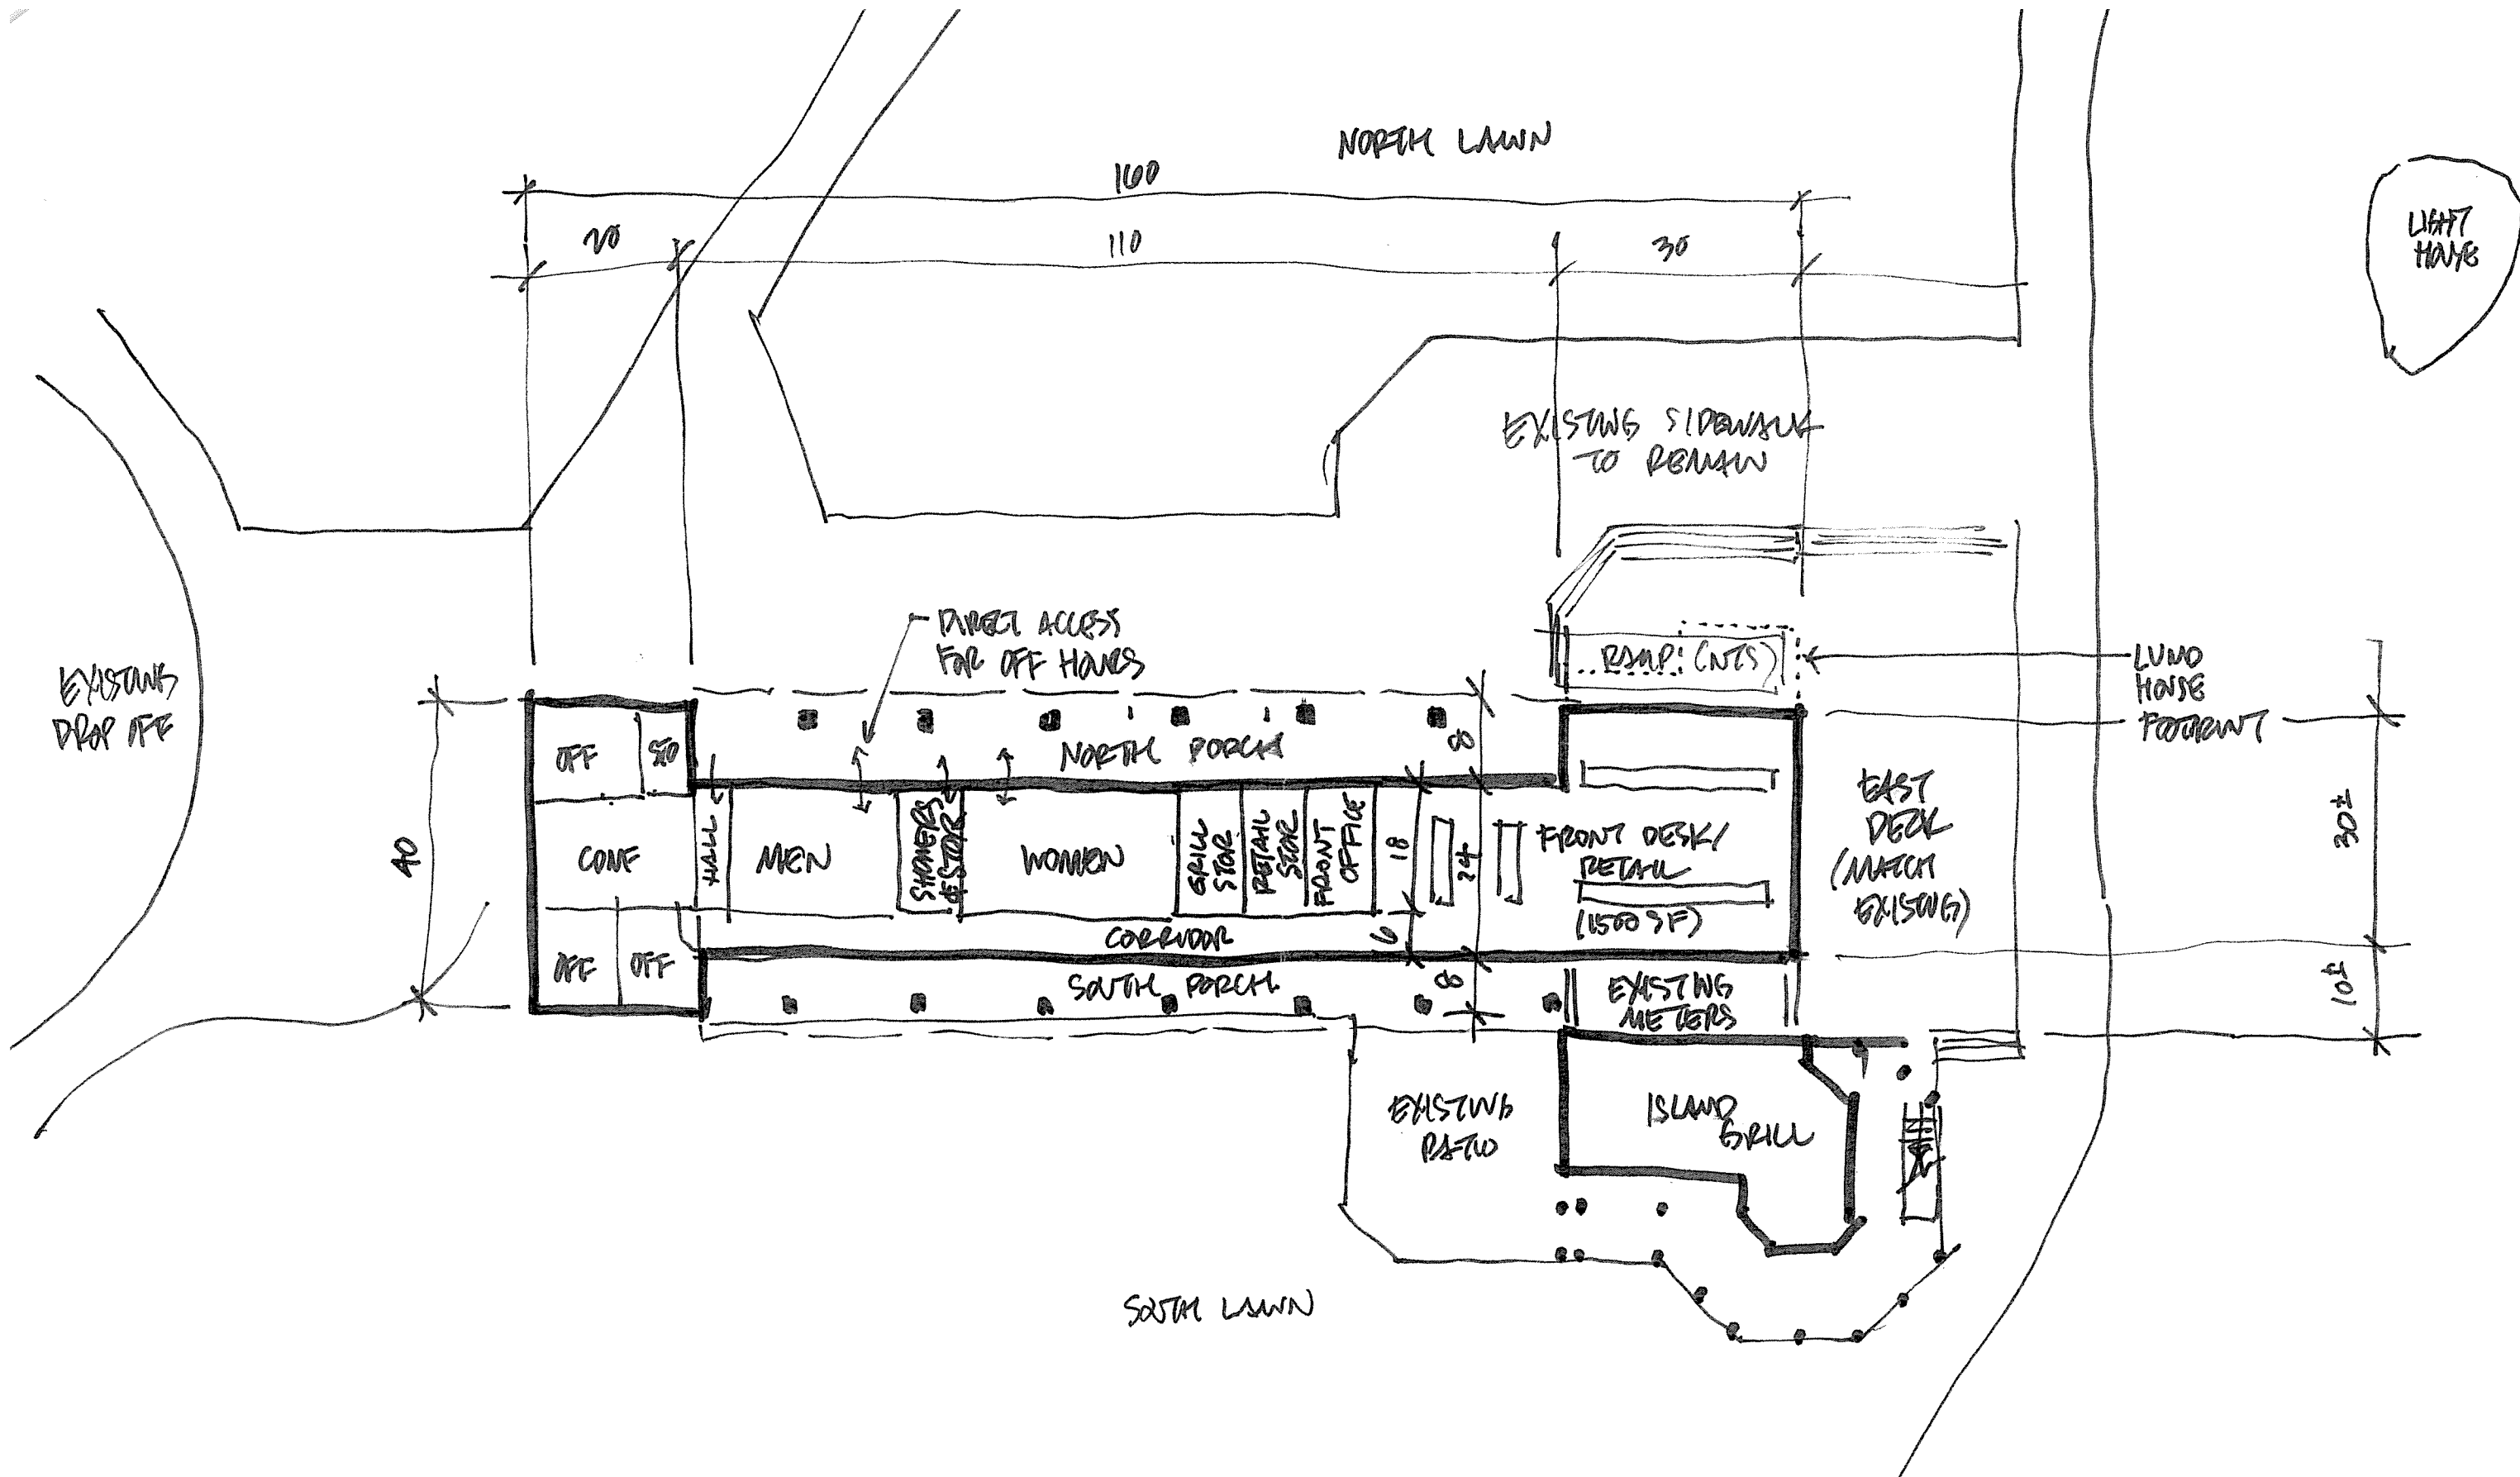 NORTH LAWN
160
20
110
30
LIGHT
HOUSE
EXISTING SIDEWALK
TO REMAIN
DIRECT ACCESS
FOR OFF HOURS
RAMP (NTS)
LUND
HOUSE
FOOTPRINT
EXISTING
DROP OFF
40
OFF
STO
NORTH PORCH
8
CONF
HALL
MEN
SHOWERS
& STOR
WOMEN
GRILL
STOR
RETAIL
STOR
FRONT
OFFICE
18
24
FRONT DESK/
RETAIL
(1500 SF)
EAST
DECK
(MATCH
EXISTING)
30±
CORRIDOR
6
OFF
OFF
SOUTH PORCH
8
EXISTING
METERS
10±
EXISTING
PATIO
ISLAND
GRILL
SOUTH LAWN